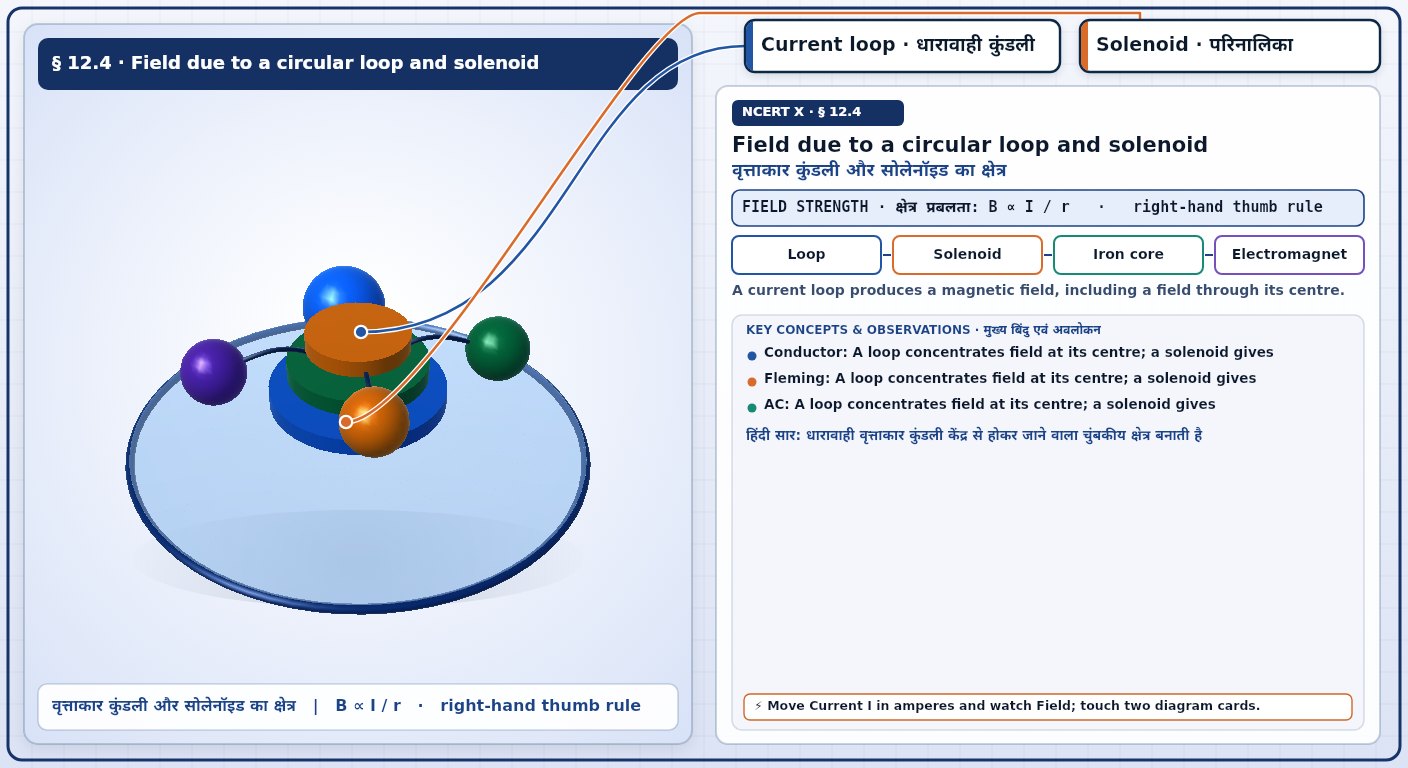 § 12.4 · Field due to a circular loop and solenoid
Current loop · धारावाही कुंडली
Solenoid · परिनालिका
NCERT X · § 12.4
Field due to a circular loop and solenoid
वृत्ताकार कुंडली और सोलेनॉइड का क्षेत्र
FIELD STRENGTH · क्षेत्र प्रबलता: B ∝ I / r · right-hand thumb rule
Loop
Solenoid
Iron core
Electromagnet
A current loop produces a magnetic field, including a field through its centre.
KEY CONCEPTS & OBSERVATIONS · मुख्य बिंदु एवं अवलोकन
Conductor: A loop concentrates field at its centre; a solenoid gives
Fleming: A loop concentrates field at its centre; a solenoid gives
AC: A loop concentrates field at its centre; a solenoid gives
हिंदी सार: धारावाही वृत्ताकार कुंडली केंद्र से होकर जाने वाला चुंबकीय क्षेत्र बनाती है
⚡ Move Current I in amperes and watch Field; touch two diagram cards.
वृत्ताकार कुंडली और सोलेनॉइड का क्षेत्र | B ∝ I / r · right-hand thumb rule